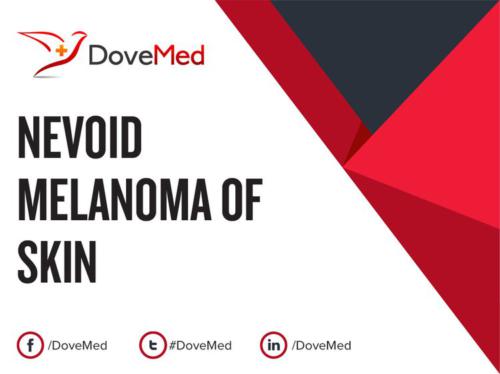 DoveMed
NEVOID
MELANOMA OF
SKIN
/DoveMed #DoveMed /DoveMed